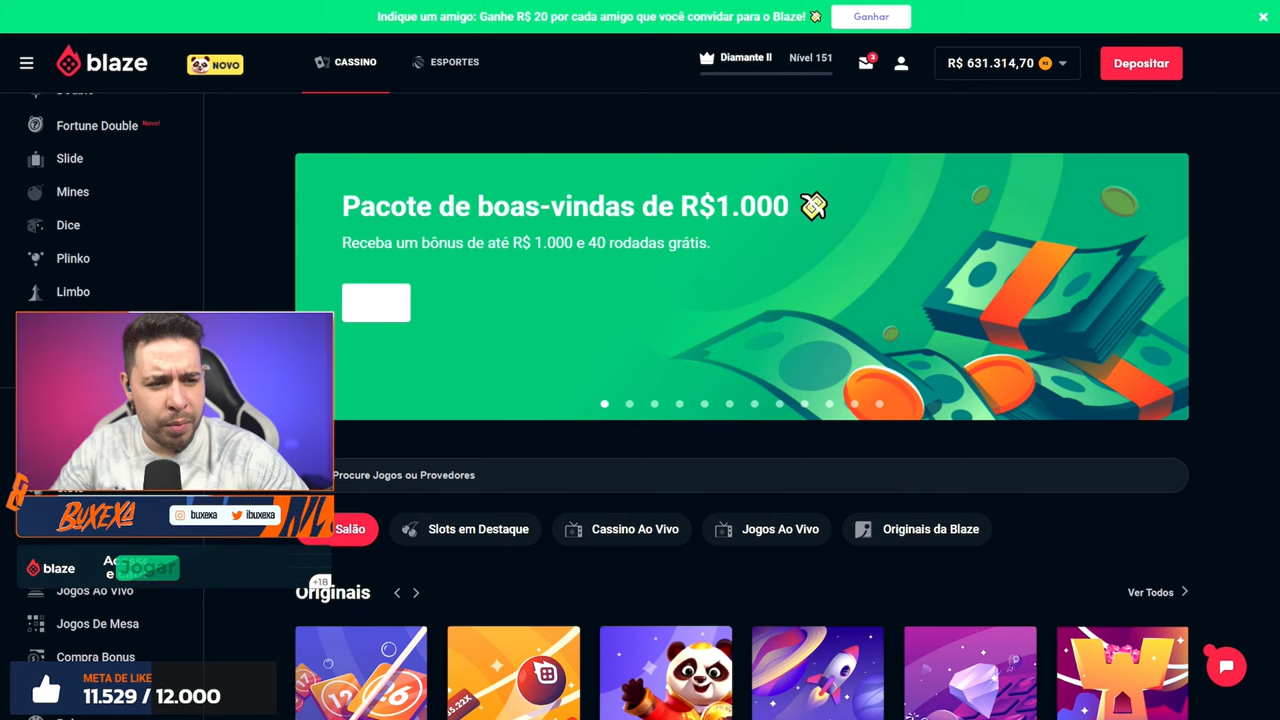 Indique um amigo: Ganhe R$ 20 por cada amigo que você convidar para o Blaze!
Ganhar
blaze
NOVO
CASSINO
ESPORTES
Diamante II
Nível 151
3
R$ 631.314,70
R$
Depositar
Fortune Double
Novo!
Slide
Mines
Dice
Plinko
Limbo
Pacote de boas-vindas de R$1.000
Receba um bônus de até R$ 1.000 e 40 rodadas grátis.
Procure Jogos ou Provedores
Salão
Slots em Destaque
Cassino Ao Vivo
Jogos Ao Vivo
Originais da Blaze
BUXEXA
buxexa
ibuxexa
blaze
Jogar
+18
Originais
Ver Todos
Jogos Ao Vivo
Jogos De Mesa
Compra Bonus
META DE LIKE
11.529 / 12.000
12